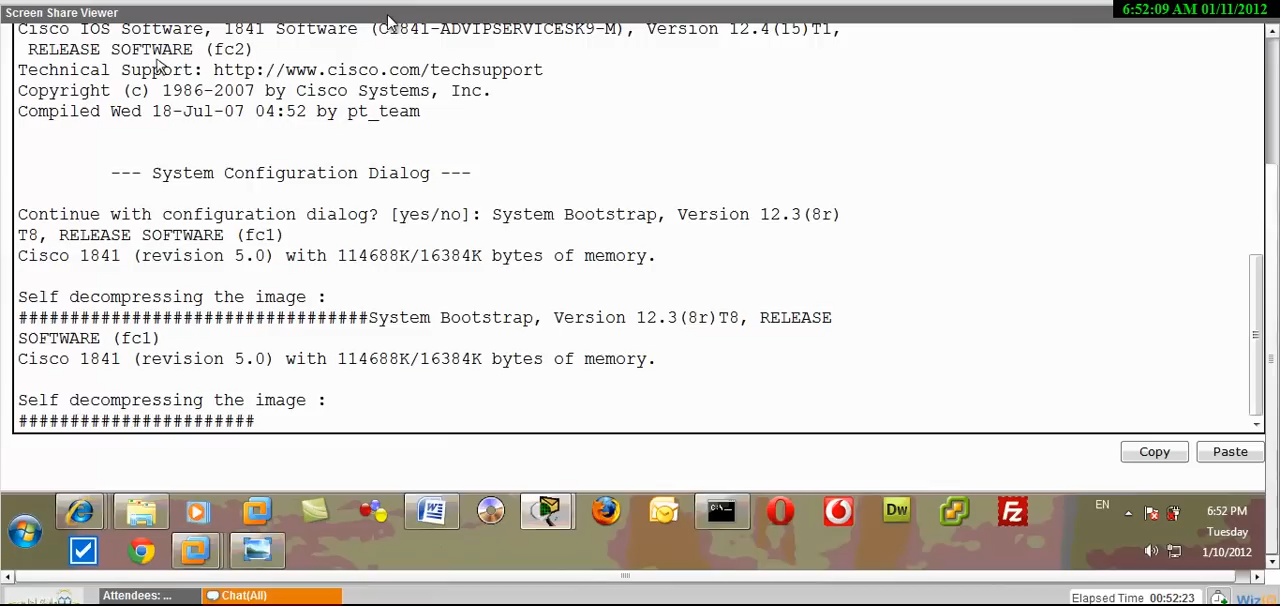 Screen Share Viewer
6:52:09 AM 01/11/2012
Cisco IOS Software, 1841 Software (C1841-ADVIPSERVICESK9-M), Version 12.4(15)T1,
RELEASE SOFTWARE (fc2)
Technical Support: http://www.cisco.com/techsupport
Copyright (c) 1986-2007 by Cisco Systems, Inc.
Compiled Wed 18-Jul-07 04:52 by pt_team
--- System Configuration Dialog ---
Continue with configuration dialog? [yes/no]: System Bootstrap, Version 12.3(8r)
T8, RELEASE SOFTWARE (fc1)
Cisco 1841 (revision 5.0) with 114688K/16384K bytes of memory.
Self decompressing the image :
##################################System Bootstrap, Version 12.3(8r)T8, RELEASE
SOFTWARE (fc1)
Cisco 1841 (revision 5.0) with 114688K/16384K bytes of memory.
Self decompressing the image :
#######################
Copy
Paste
C:\_
Dw
Fz
EN
6:52 PM
Tuesday
1/10/2012
Attendees: ...
Chat(All)
Elapsed Time 00:52:23